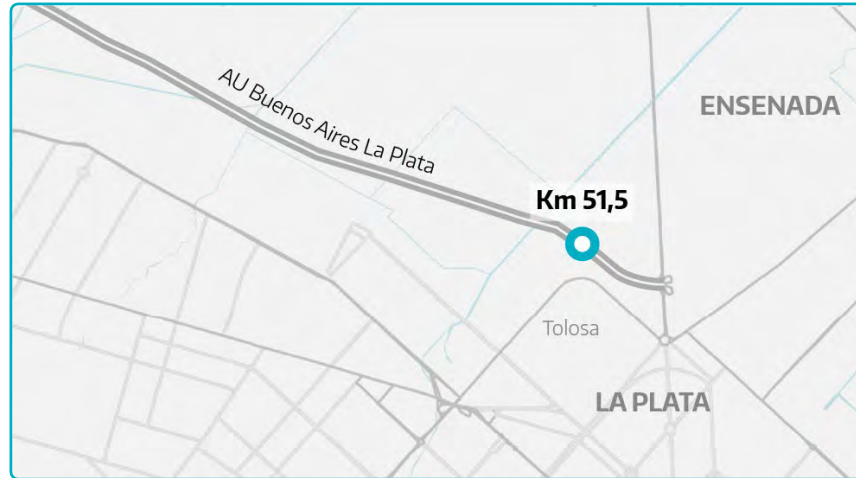 ENSENADA
AU Buenos Aires La Plata
Km 51,5
Tolosa
LA PLATA